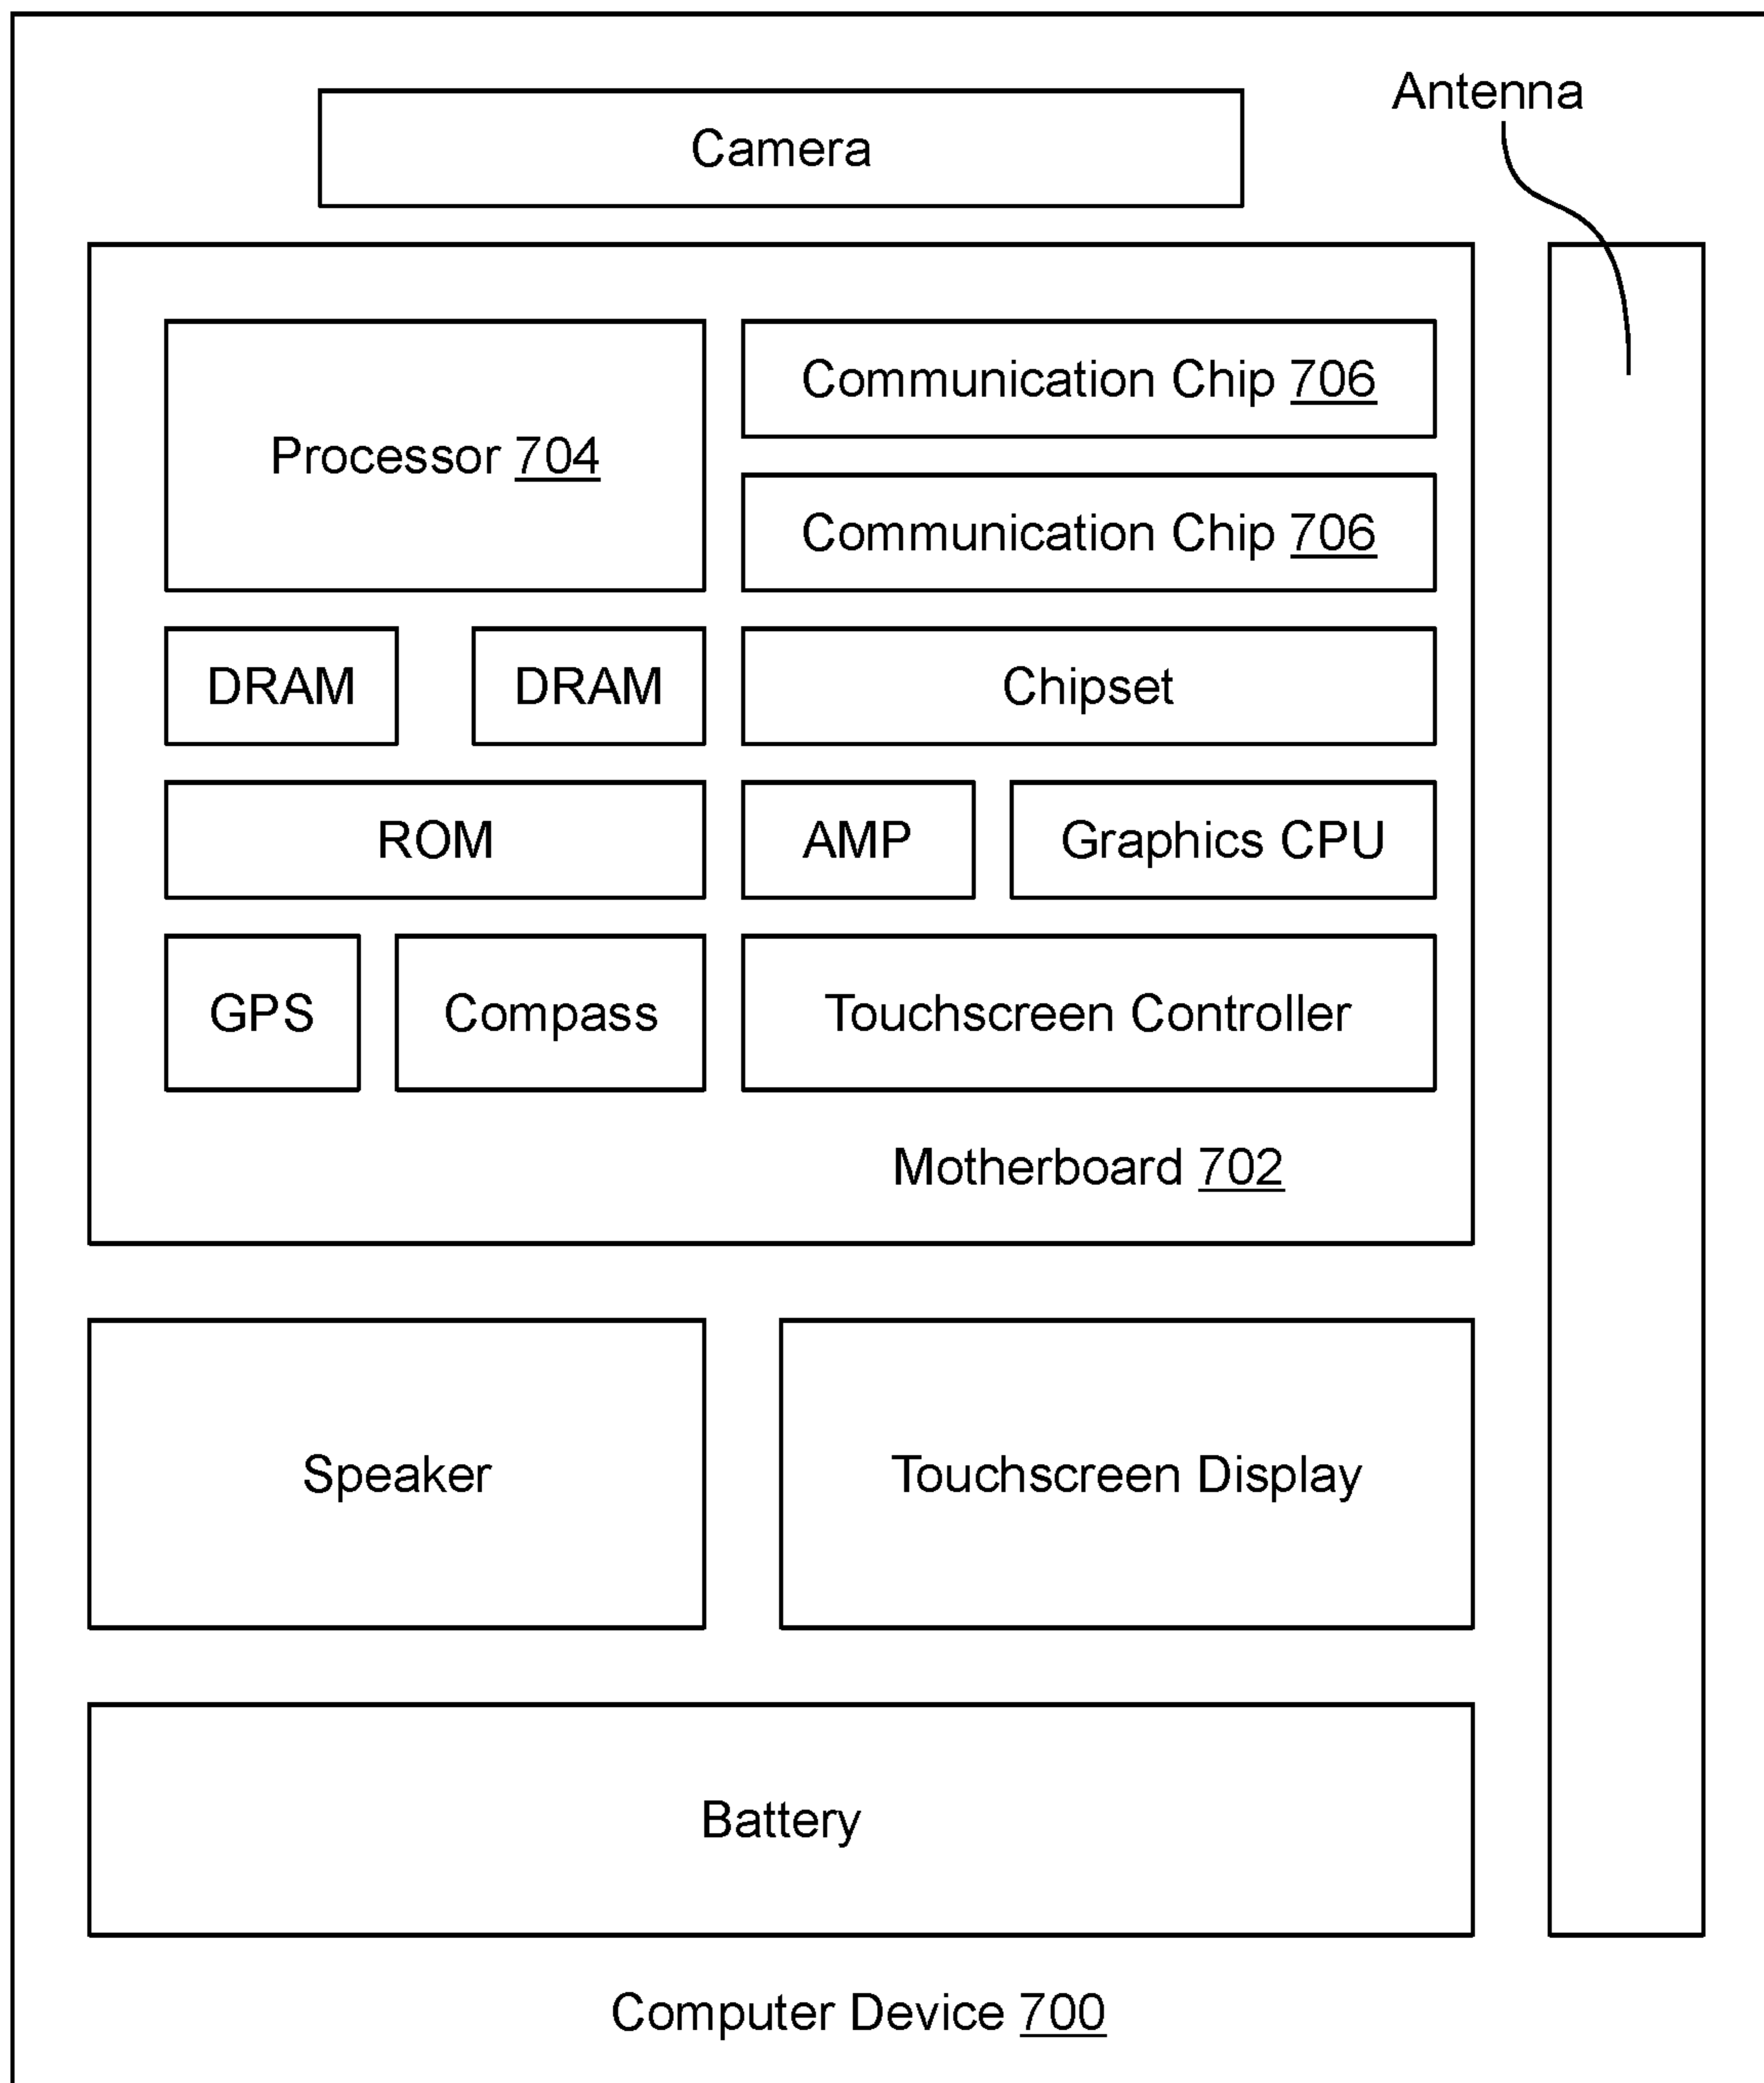 Antenna
Camera
Processor 704
Communication Chip 706
Communication Chip 706
DRAM
DRAM
Chipset
ROM
AMP
Graphics CPU
GPS
Compass
Touchscreen Controller
Motherboard 702
Speaker
Touchscreen Display
Battery
Computer Device 700